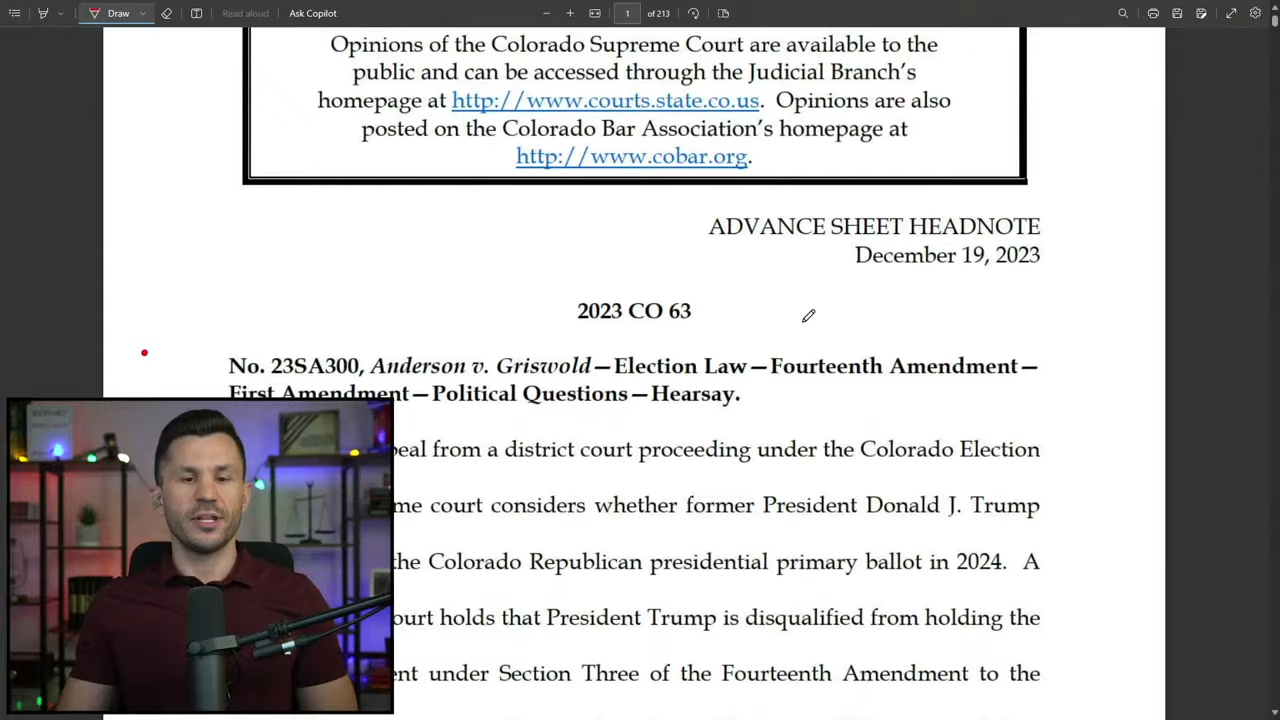 Draw
Read aloud
Ask Copilot
1 of 213
Opinions of the Colorado Supreme Court are available to the
public and can be accessed through the Judicial Branch's
homepage at http://www.courts.state.co.us. Opinions are also
posted on the Colorado Bar Association's homepage at
http://www.cobar.org.
ADVANCE SHEET HEADNOTE
December 19, 2023
2023 CO 63
No. 23SA300, Anderson v. Griswold—Election Law—Fourteenth Amendment—
First Amendment—Political Questions—Hearsay.
from a district court proceeding under the Colorado Election
court considers whether former President Donald J. Trump
the Colorado Republican presidential primary ballot in 2024. A
holds that President Trump is disqualified from holding the
under Section Three of the Fourteenth Amendment to the